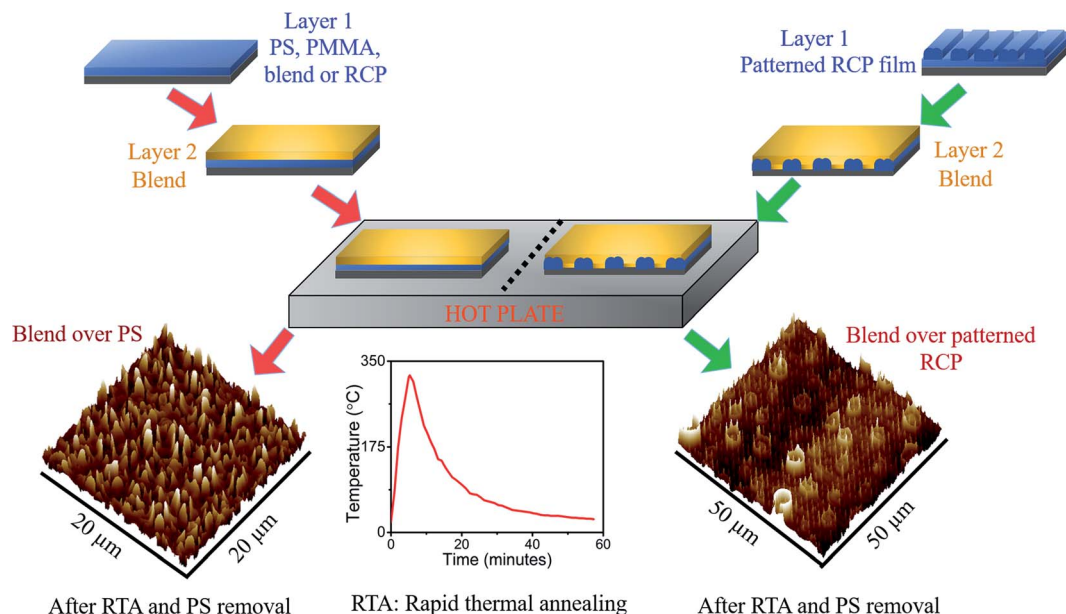 Layer 1
PS, PMMA,
blend or RCP
Layer 1
Patterned RCP film
Layer 2
Blend
Layer 2
Blend
HOT PLATE
Blend over PS
Blend over patterned
RCP
350
175
0
Temperature (°C)
0
20
40
60
Time (minutes)
20 µm
20 µm
50 µm
50 µm
After RTA and PS removal
RTA: Rapid thermal annealing
After RTA and PS removal